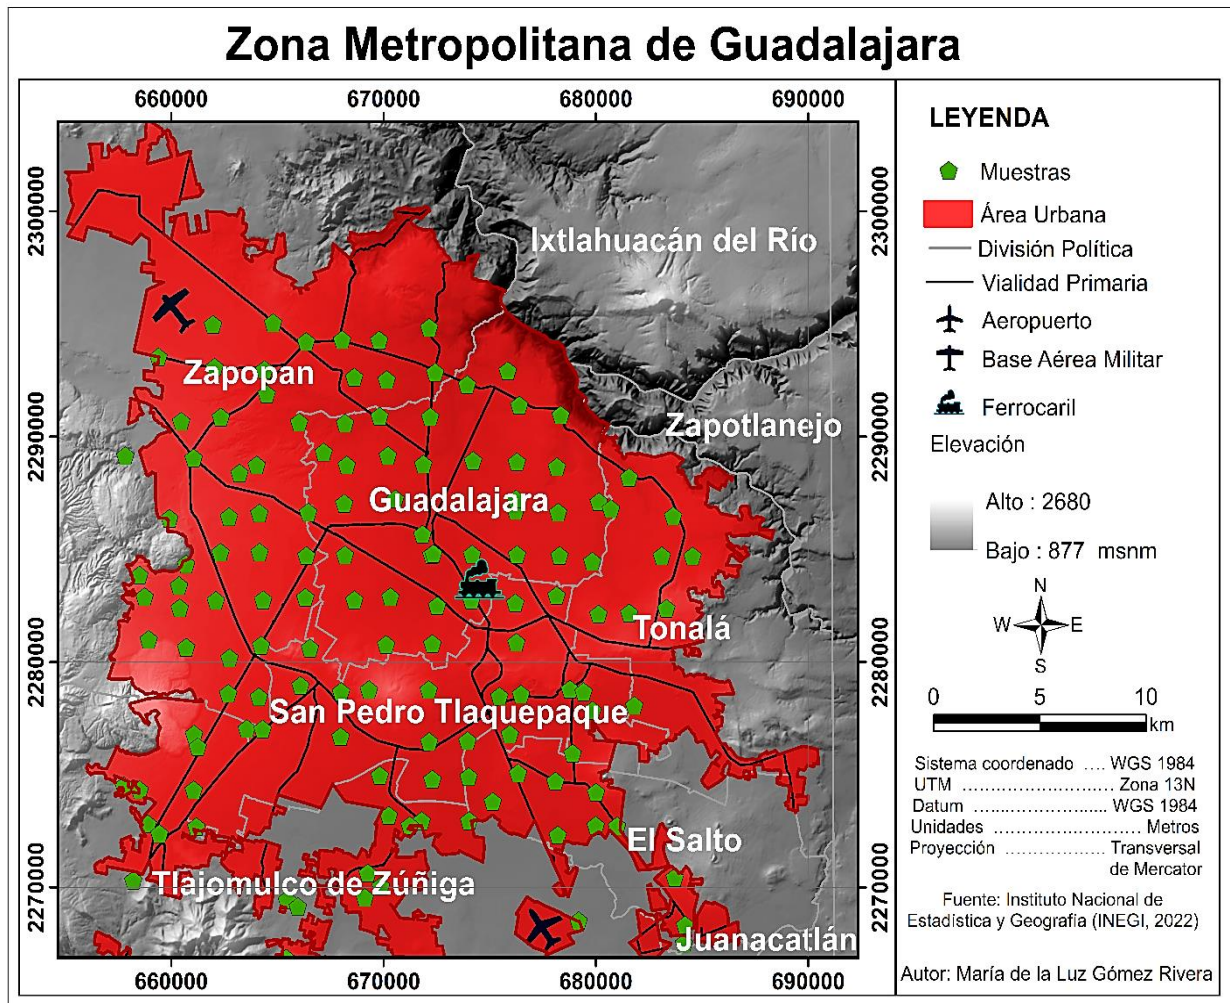 Zona Metropolitana de Guadalajara
660000 670000 680000 690000
2300000 2300000
2290000 2290000
2280000 2280000
2270000 2270000
Ixtlahuacán del Río
Zapopan
Zapotlanejo
Guadalajara
Tonalá
San Pedro Tlaquepaque
El Salto
Tlajomulco de Zúñiga
Juanacatlán
660000 670000 680000 690000
LEYENDA
Muestras
Área Urbana
División Política
Vialidad Primaria
Aeropuerto
Base Aérea Militar
Ferrocaril
Elevación
Alto : 2680
Bajo : 877 msnm
N
W E
S
0 5 10
km
Sistema coordenado .... WGS 1984
UTM ........................ Zona 13N
Datum ........................ WGS 1984
Unidades ........................ Metros
Proyección ................ Transversal
de Mercator
Fuente: Instituto Nacional de
Estadística y Geografía (INEGI, 2022)
Autor: María de la Luz Gómez Rivera